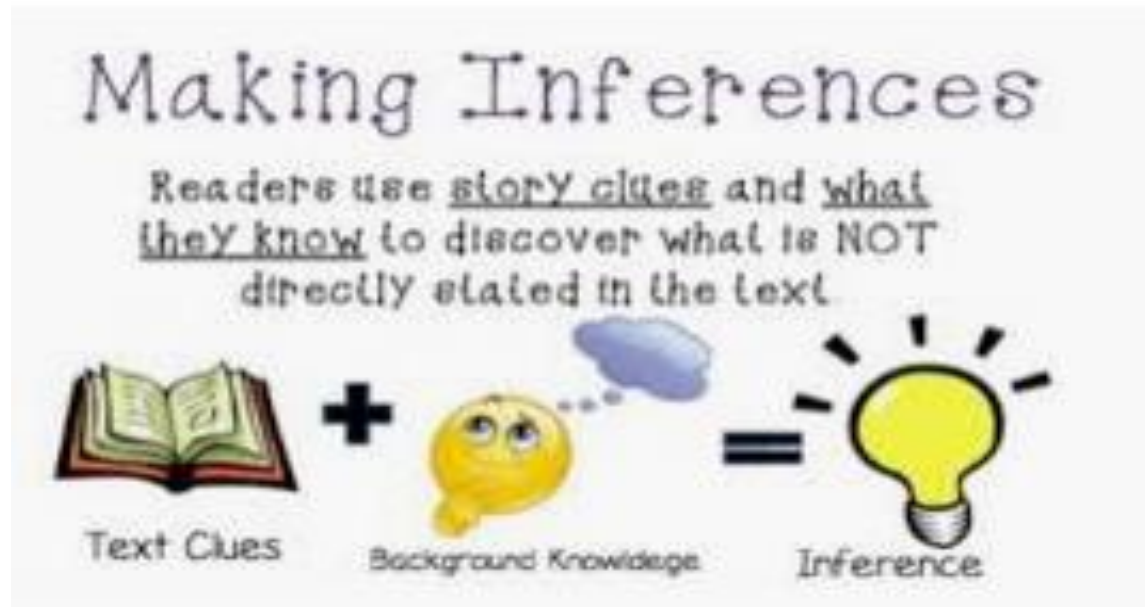 Making Inferences
Readers use story clues and what
they know to discover what is NOT
directly stated in the text
Text Clues
Background Knowldege
Inference